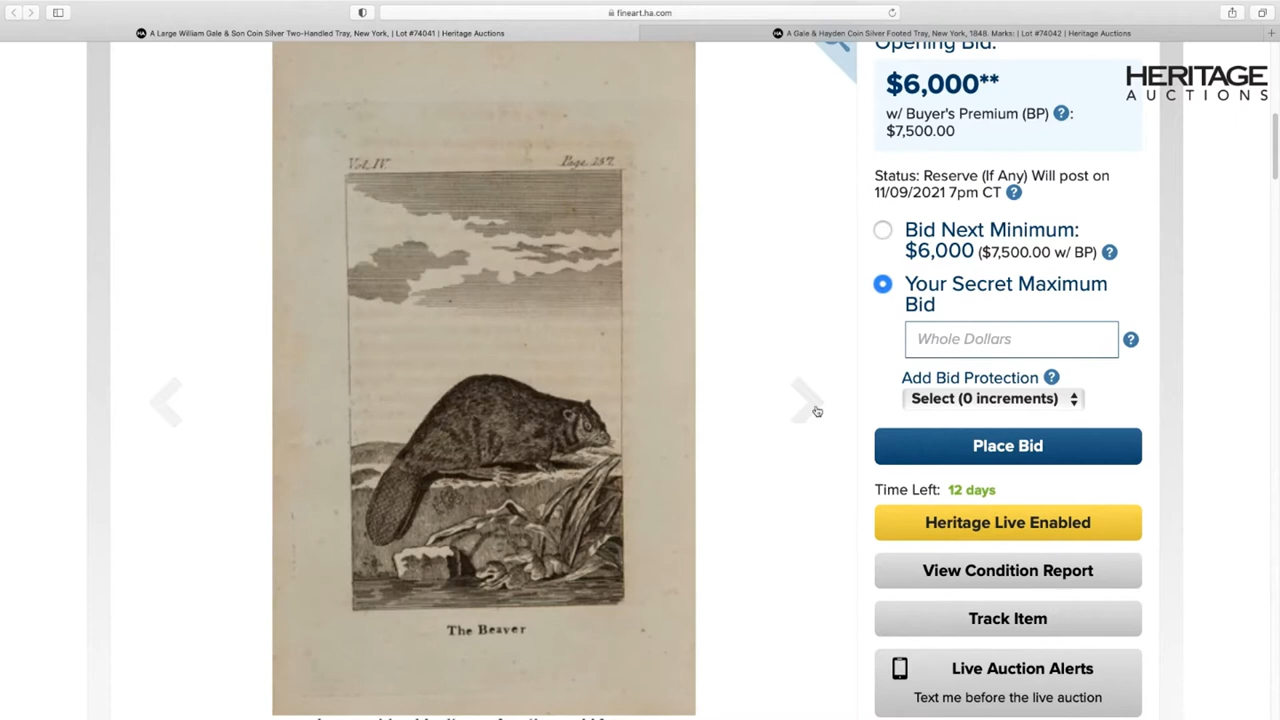 fineart.ha.com
A Large William Gale & Son Coin Silver Two-Handled Tray, New York, | Lot #74041 | Heritage Auctions
A Gale & Hayden Coin Silver Footed Tray, New York, 1848. Marks: | Lot #74042 | Heritage Auctions
HERITAGE
AUCTIONS
Opening Bid:
$6,000**
w/ Buyer's Premium (BP) ?:
$7,500.00
Status: Reserve (If Any) Will post on
11/09/2021 7pm CT ?
Bid Next Minimum:
$6,000 ($7,500.00 w/ BP) ?
Your Secret Maximum
Bid
Whole Dollars ?
Add Bid Protection ?
Select (0 increments)
Place Bid
Time Left: 12 days
Heritage Live Enabled
View Condition Report
Track Item
Live Auction Alerts
Text me before the live auction
Vol. IV. Page 157.
The Beaver